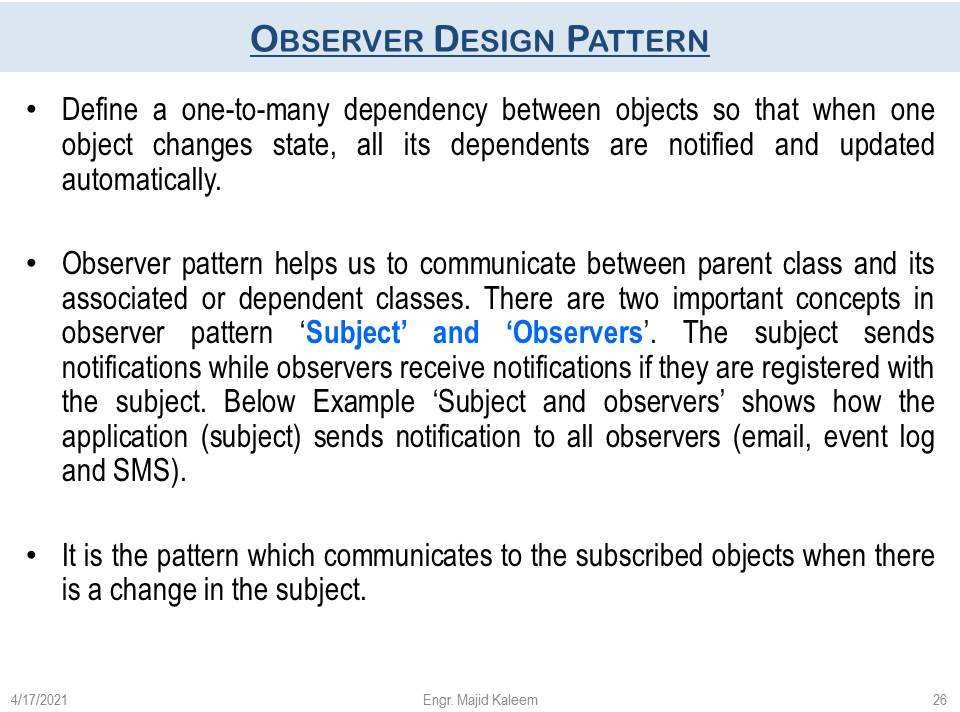 OBSERVER DESIGN PATTERN
• Define a one-to-many dependency between objects so that when one
object changes state, all its dependents are notified and updated
automatically.
• Observer pattern helps us to communicate between parent class and its
associated or dependent classes. There are two important concepts in
observer pattern ‘Subject’ and ‘Observers’. The subject sends
notifications while observers receive notifications if they are registered with
the subject. Below Example ‘Subject and observers’ shows how the
application (subject) sends notification to all observers (email, event log
and SMS).
• It is the pattern which communicates to the subscribed objects when there
is a change in the subject.
4/17/2021 Engr. Majid Kaleem 26